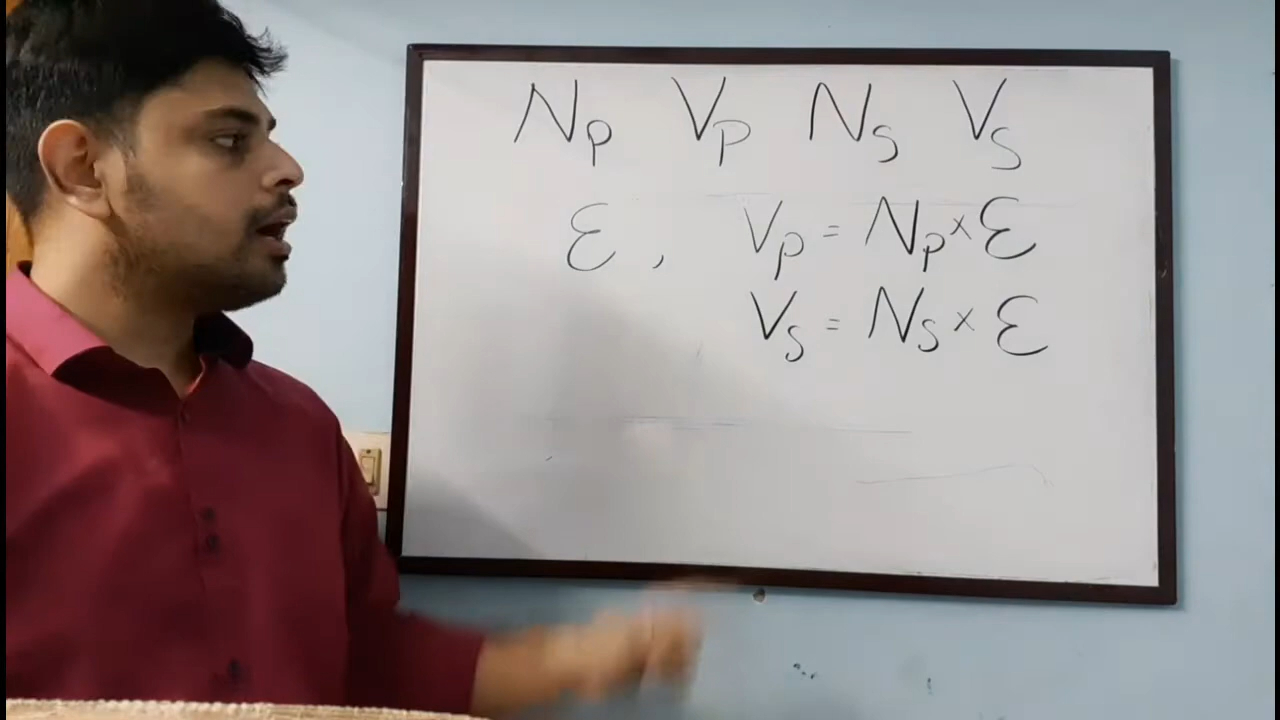 Np Vp Ns Vs
Ɛ , Vp = Np × Ɛ
Vs = Ns × Ɛ